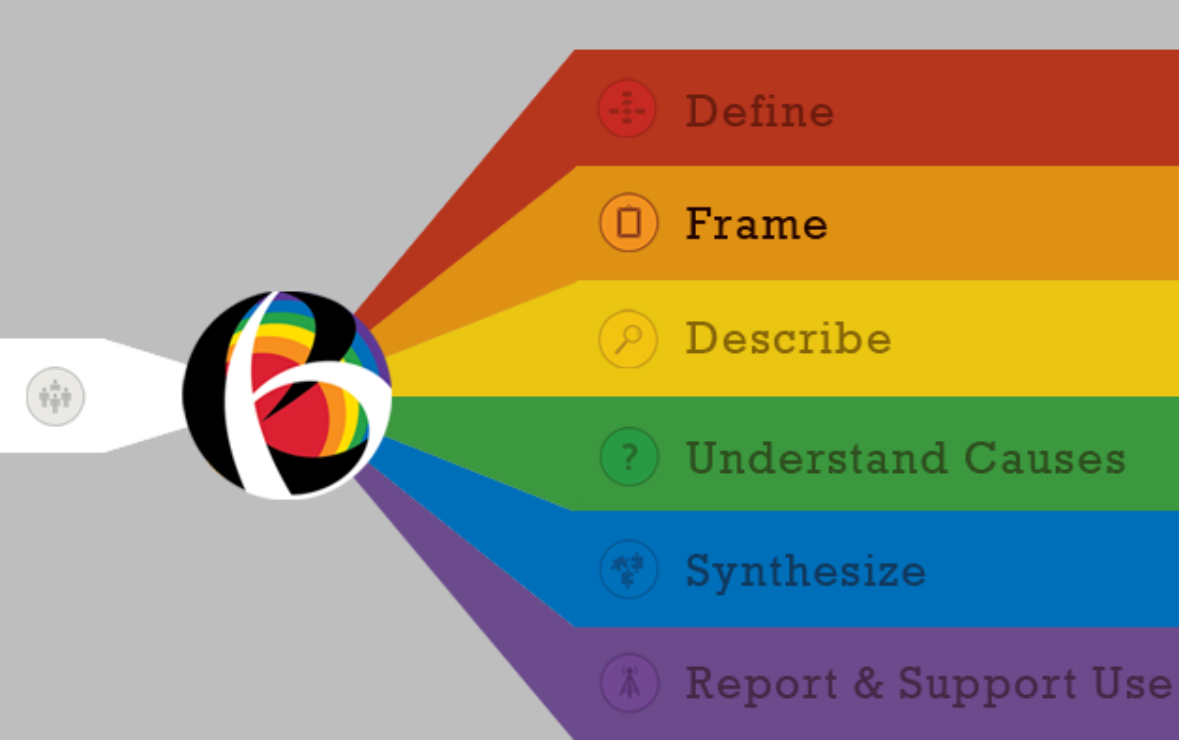 Define
Frame
Describe
?
Understand Causes
Synthesize
Report & Support Use